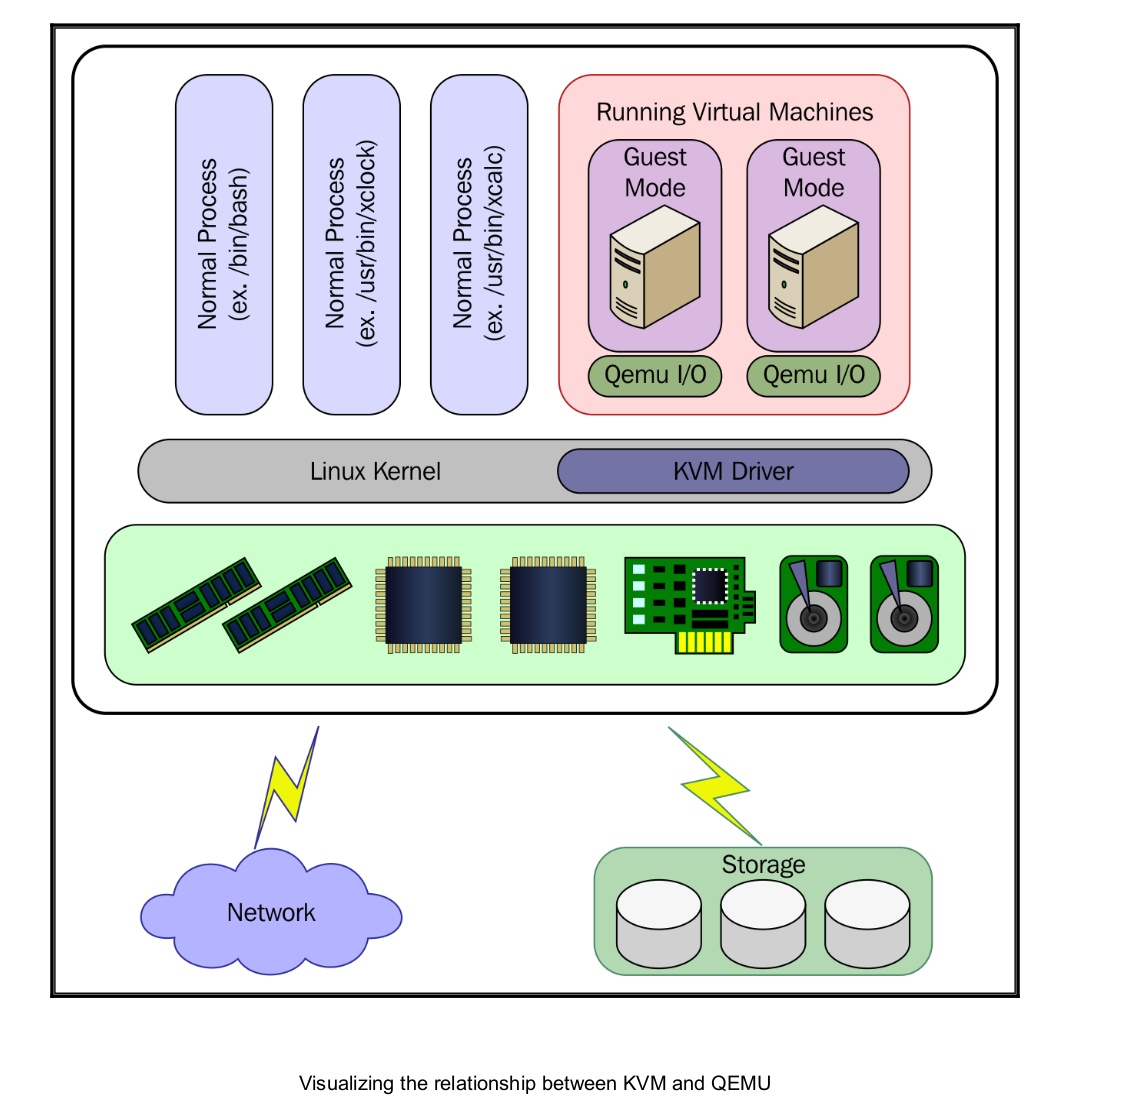 Normal Process
(ex. /bin/bash)
Normal Process
(ex. /usr/bin/xclock)
Normal Process
(ex. /usr/bin/xcalc)
Running Virtual Machines
Guest
Mode
Guest
Mode
Qemu I/O
Qemu I/O
Linux Kernel
KVM Driver
Network
Storage
Visualizing the relationship between KVM and QEMU